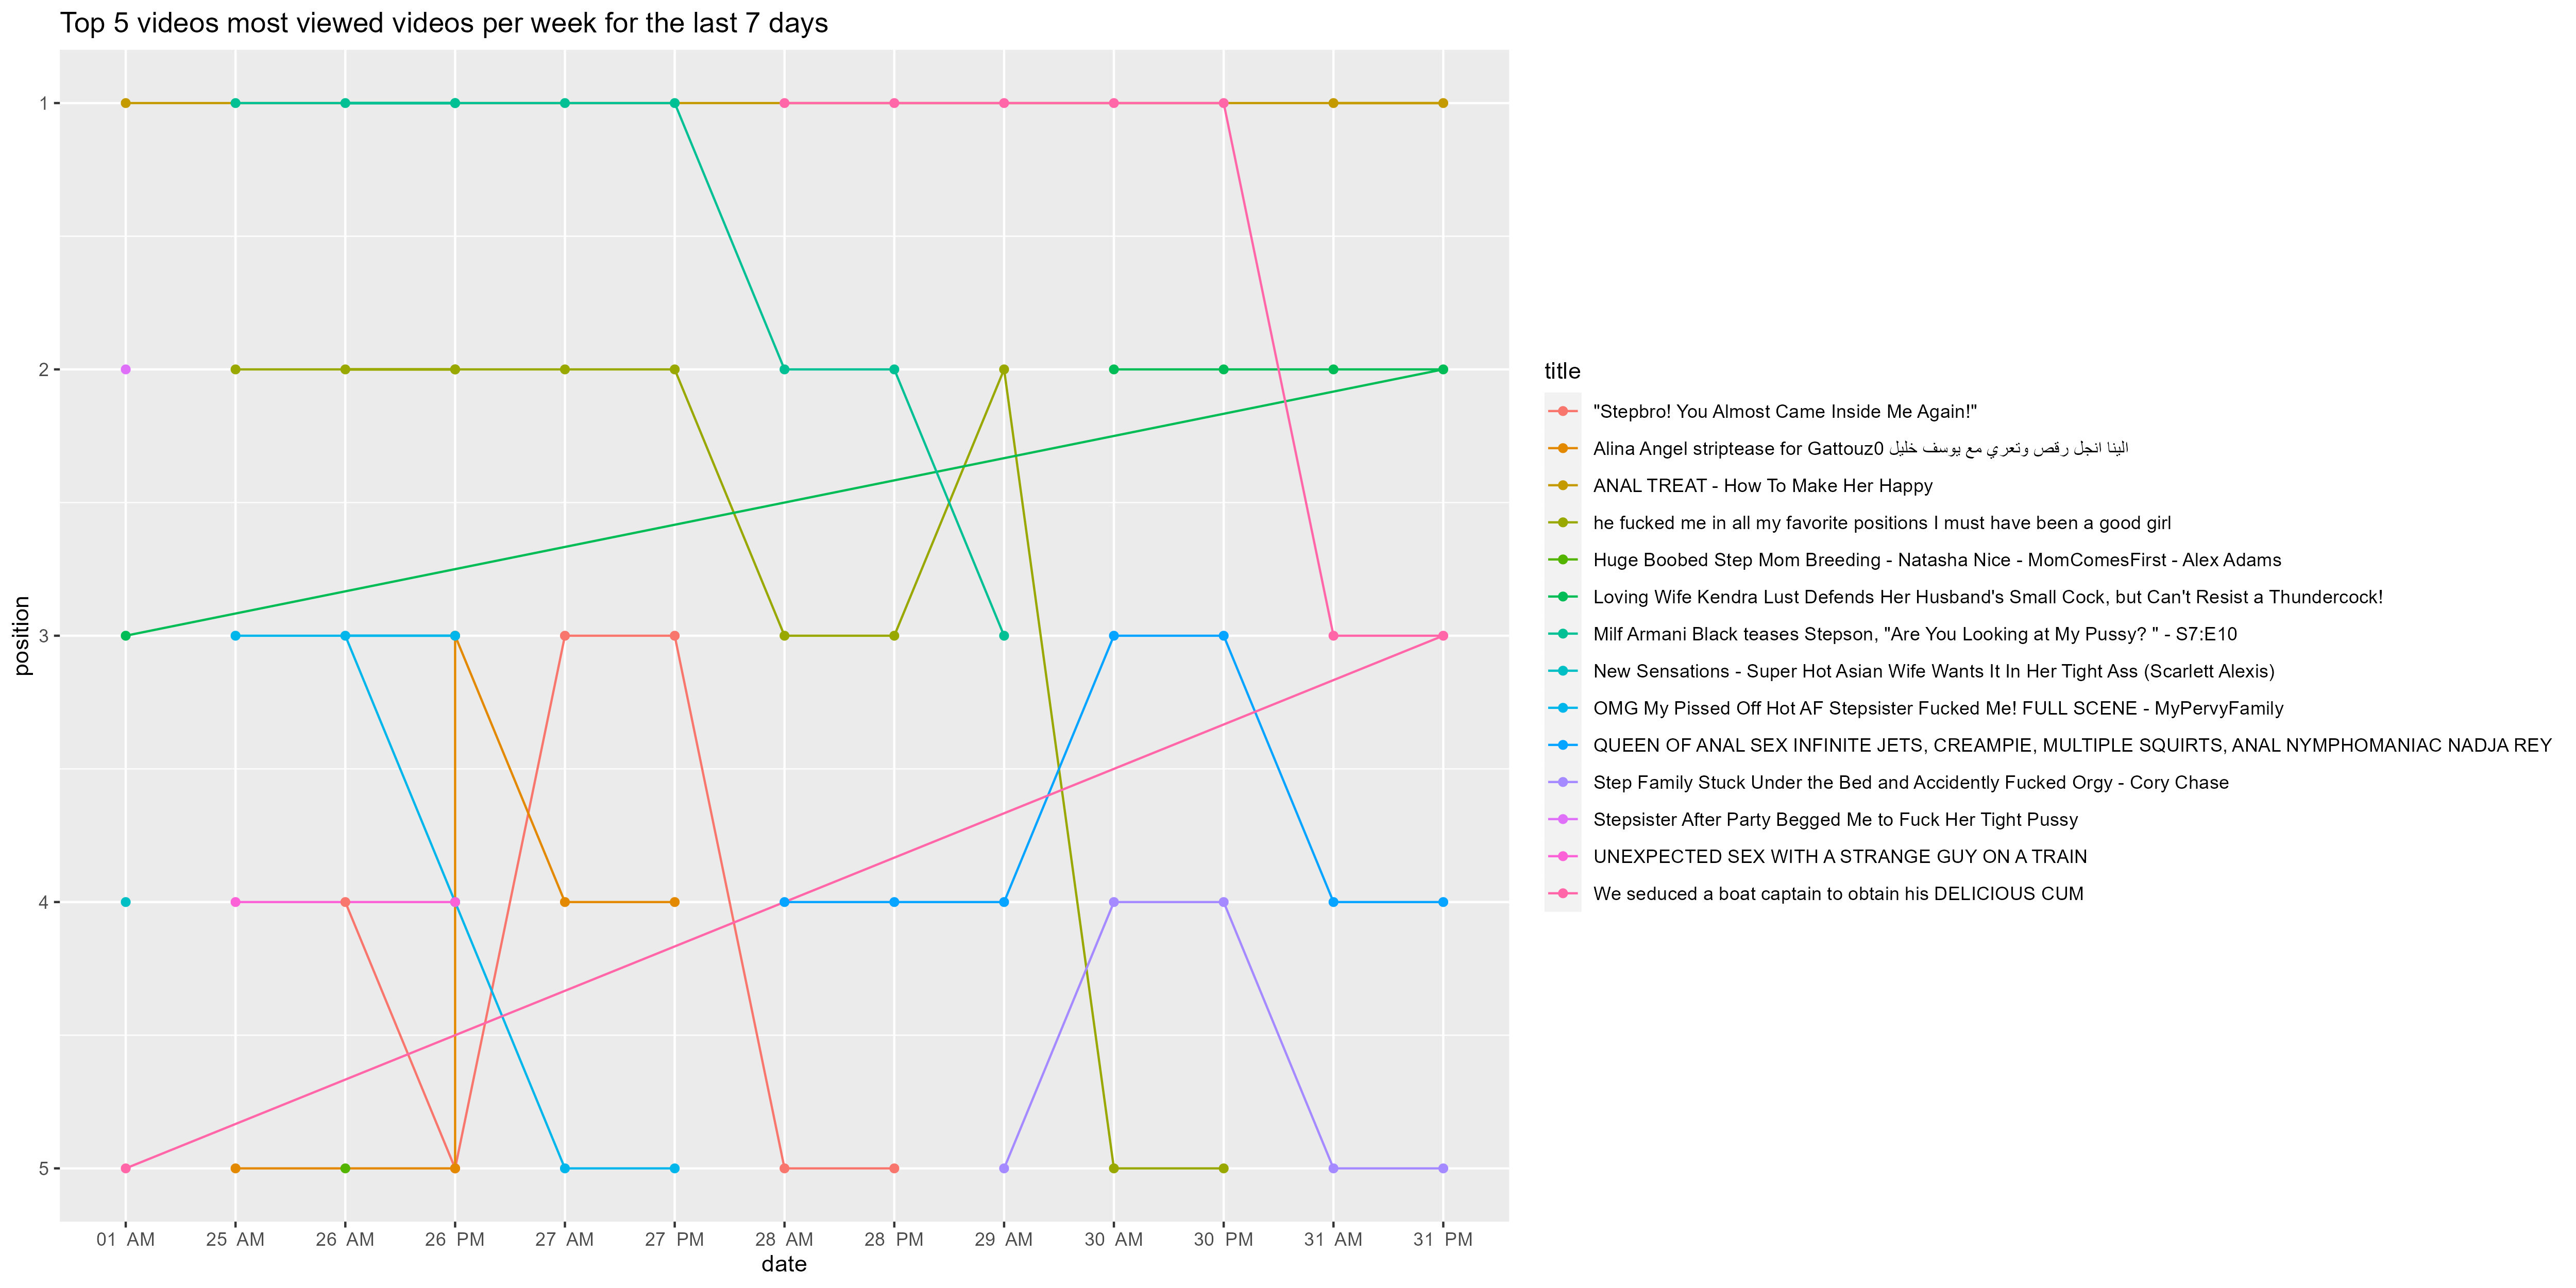 Top 5 videos most viewed videos per week for the last 7 days
position
1
2
3
4
5
01 AM
25 AM
26 AM
26 PM
27 AM
27 PM
28 AM
28 PM
29 AM
30 AM
30 PM
31 AM
31 PM
date
title
"Stepbro! You Almost Came Inside Me Again!"
Alina Angel striptease for Gattouz0 الينا انجل رقص وتعري مع يوسف خليل
ANAL TREAT - How To Make Her Happy
he fucked me in all my favorite positions I must have been a good girl
Huge Boobed Step Mom Breeding - Natasha Nice - MomComesFirst - Alex Adams
Loving Wife Kendra Lust Defends Her Husband's Small Cock, but Can't Resist a Thundercock!
Milf Armani Black teases Stepson, "Are You Looking at My Pussy? " - S7:E10
New Sensations - Super Hot Asian Wife Wants It In Her Tight Ass (Scarlett Alexis)
OMG My Pissed Off Hot AF Stepsister Fucked Me! FULL SCENE - MyPervyFamily
QUEEN OF ANAL SEX INFINITE JETS, CREAMPIE, MULTIPLE SQUIRTS, ANAL NYMPHOMANIAC NADJA REY
Step Family Stuck Under the Bed and Accidently Fucked Orgy - Cory Chase
Stepsister After Party Begged Me to Fuck Her Tight Pussy
UNEXPECTED SEX WITH A STRANGE GUY ON A TRAIN
We seduced a boat captain to obtain his DELICIOUS CUM